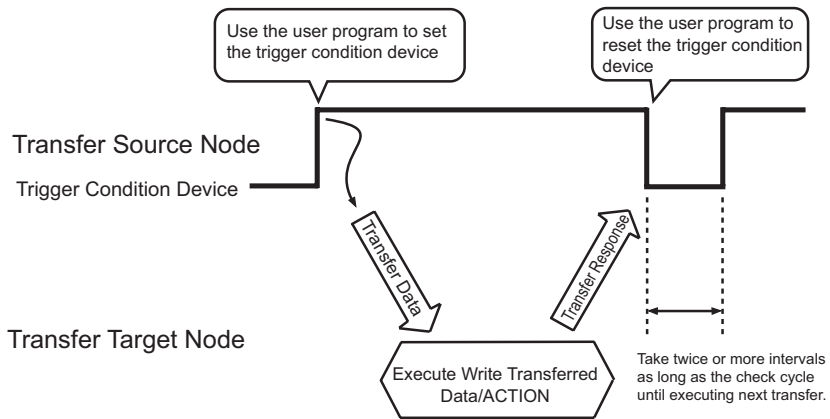 Use the user program to set
the trigger condition device
Use the user program to
reset the trigger condition
device
Transfer Source Node
Trigger Condition Device
Transfer Data
Transfer Response
Transfer Target Node
Execute Write Transferred
Data/ACTION
Take twice or more intervals
as long as the check cycle
until executing next transfer.